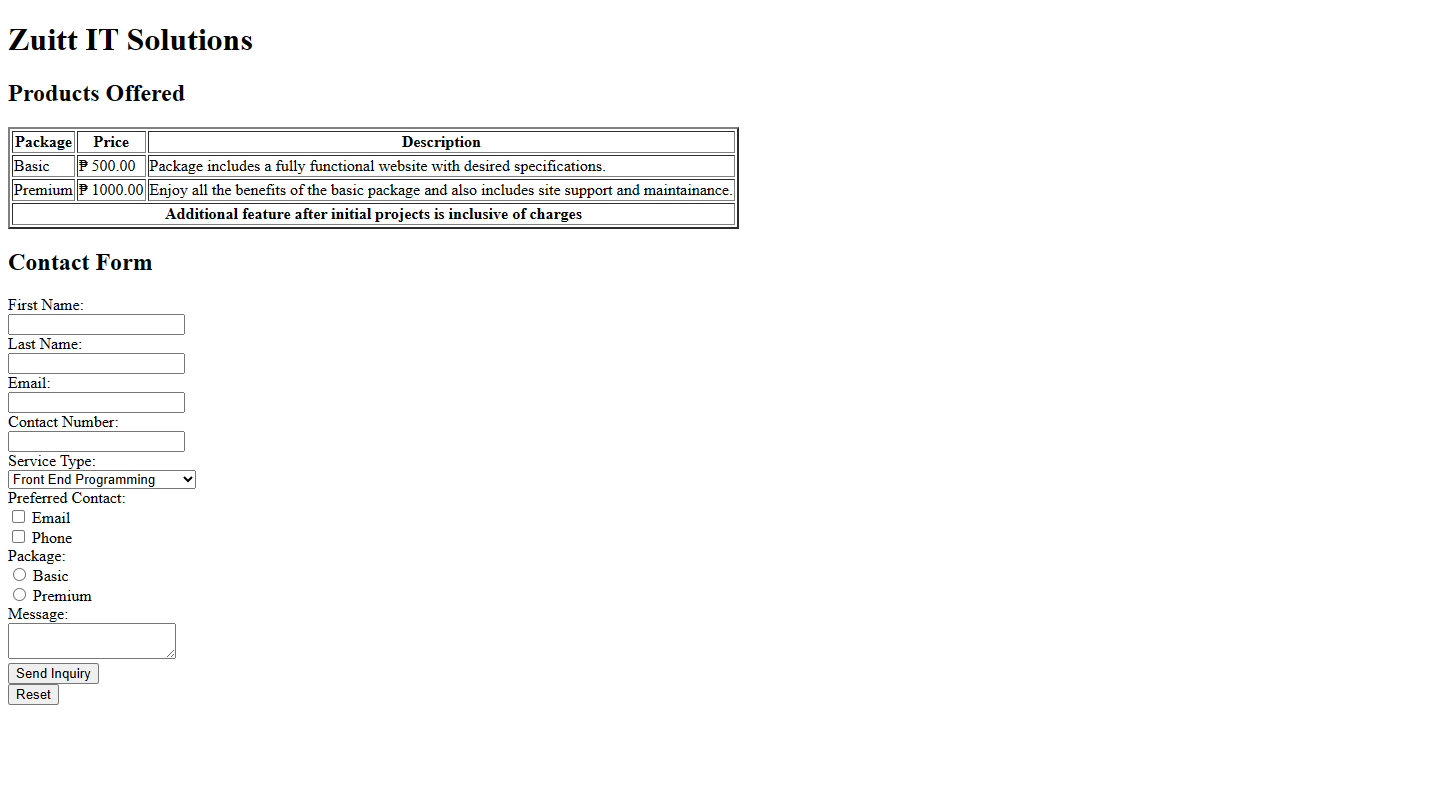 Zuitt IT Solutions
Products Offered
Package Price Description
Basic ₱ 500.00 Package includes a fully functional website with desired specifications.
Premium ₱ 1000.00 Enjoy all the benefits of the basic package and also includes site support and maintainance.
Additional feature after initial projects is inclusive of charges
Contact Form
First Name:
Last Name:
Email:
Contact Number:
Service Type:
Front End Programming
Preferred Contact:
Email
Phone
Package:
Basic
Premium
Message:
Send Inquiry
Reset